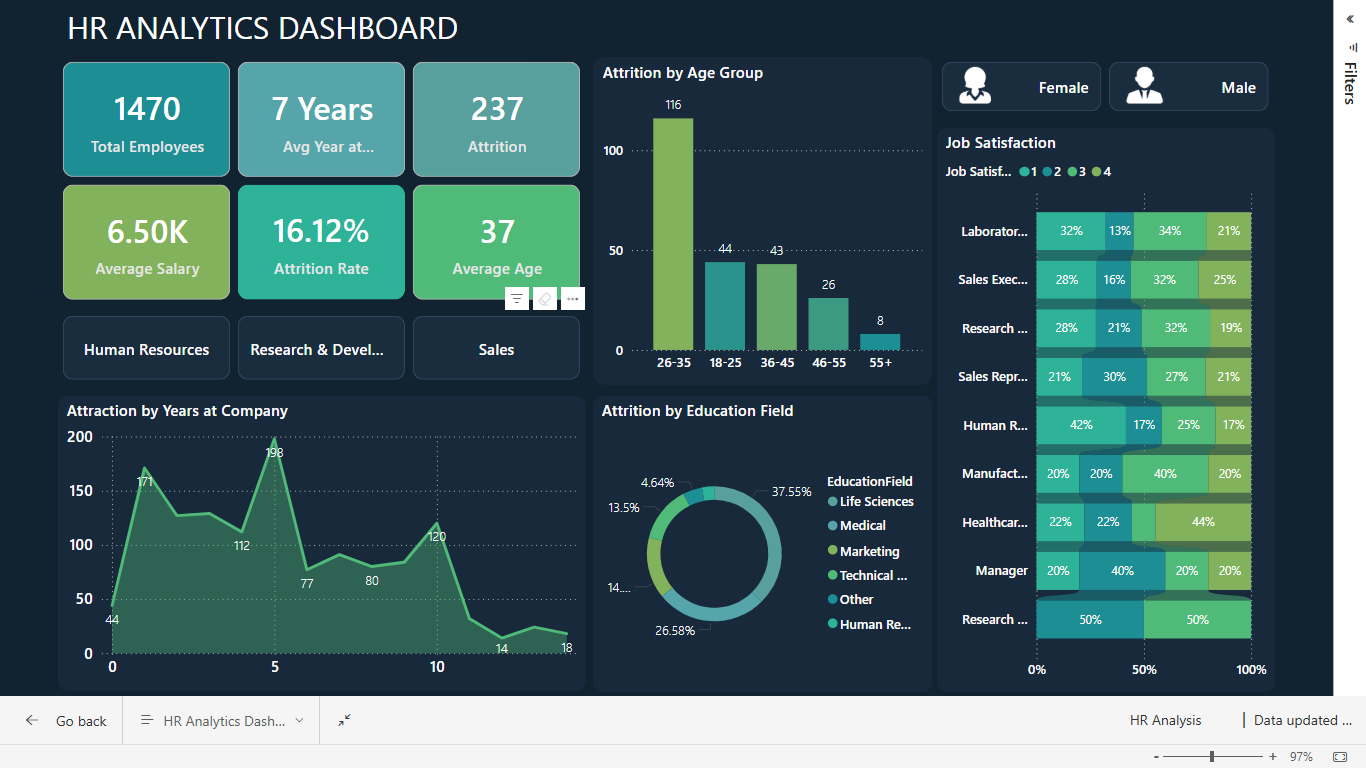 HR ANALYTICS DASHBOARD
1470
Total Employees
7 Years
Avg Year at...
237
Attrition
6.50K
Average Salary
16.12%
Attrition Rate
37
Average Age
Human Resources
Research & Devel...
Sales
Attrition by Age Group
116
100
44
43
50
26
8
0
26-35 18-25 36-45 46-55 55+
Female
Male
Job Satisfaction
Job Satisf... 1 2 3 4
Laborator... 32% 13% 34% 21%
Sales Exec... 28% 16% 32% 25%
Research ... 28% 21% 32% 19%
Sales Repr... 21% 30% 27% 21%
Human R... 42% 17% 25% 17%
Manufact... 20% 20% 40% 20%
Healthcar... 22% 22% 44%
Manager 20% 40% 20% 20%
Research ... 50% 50%
0% 50% 100%
Attraction by Years at Company
200
198
171
150
112
120
100
77
80
50
44
14
18
0
0 5 10
Attrition by Education Field
4.64%
37.55%
13.5%
14....
26.58%
EducationField
Life Sciences
Medical
Marketing
Technical ...
Other
Human Re...
«
Filters
Go back
HR Analytics Dash...
HR Analysis
| Data updated ...
- + 97%